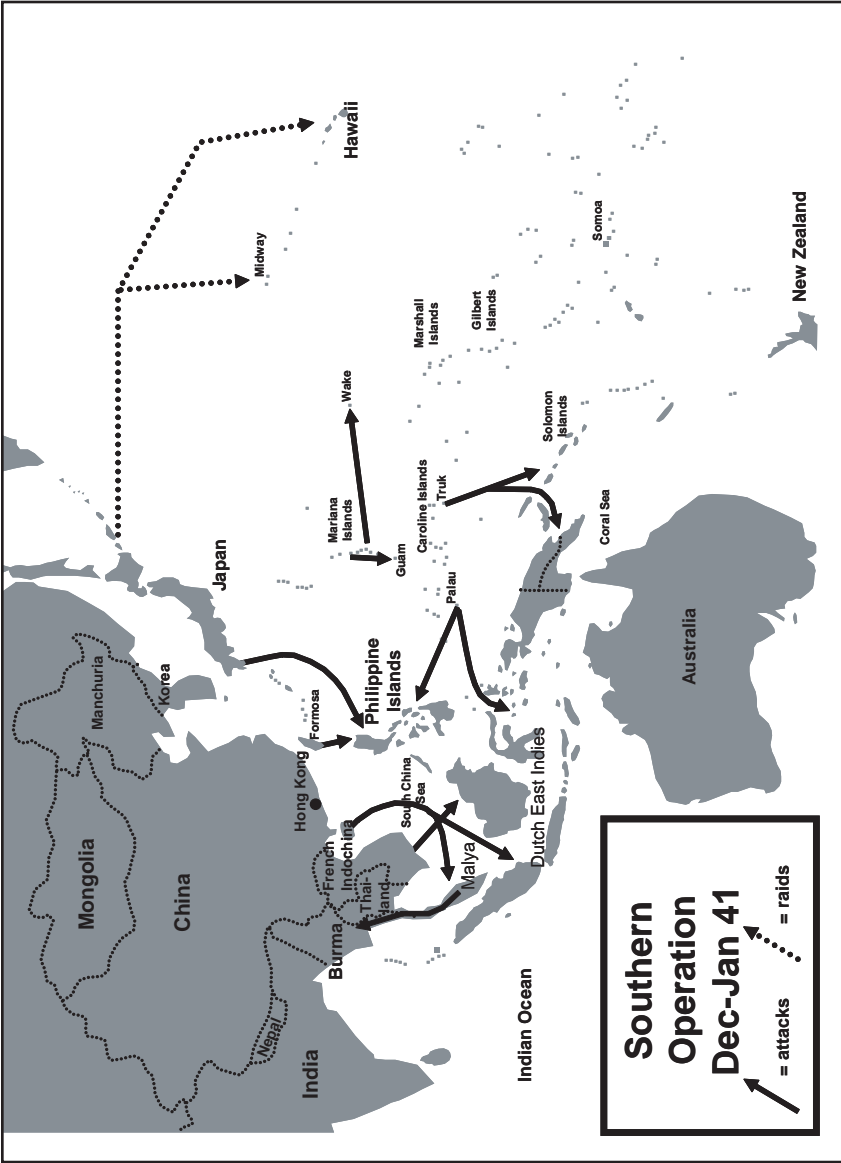 Hawaii
Midway
Somoa
New Zealand
Marshall
Islands
Gilbert
Islands
Wake
Solomon
Islands
Mariana
Islands
Caroline Islands
Truk
Guam
Coral Sea
Japan
Palau
Manchuria
Korea
Philippine
Islands
Formosa
Australia
Hong Kong
South China
Sea
Dutch East Indies
Mongolia
China
French
Indochina
Thai-
land
Malya
Burma
Nepal
India
Indian Ocean
Southern
Operation
Dec-Jan 41
= attacks
= raids